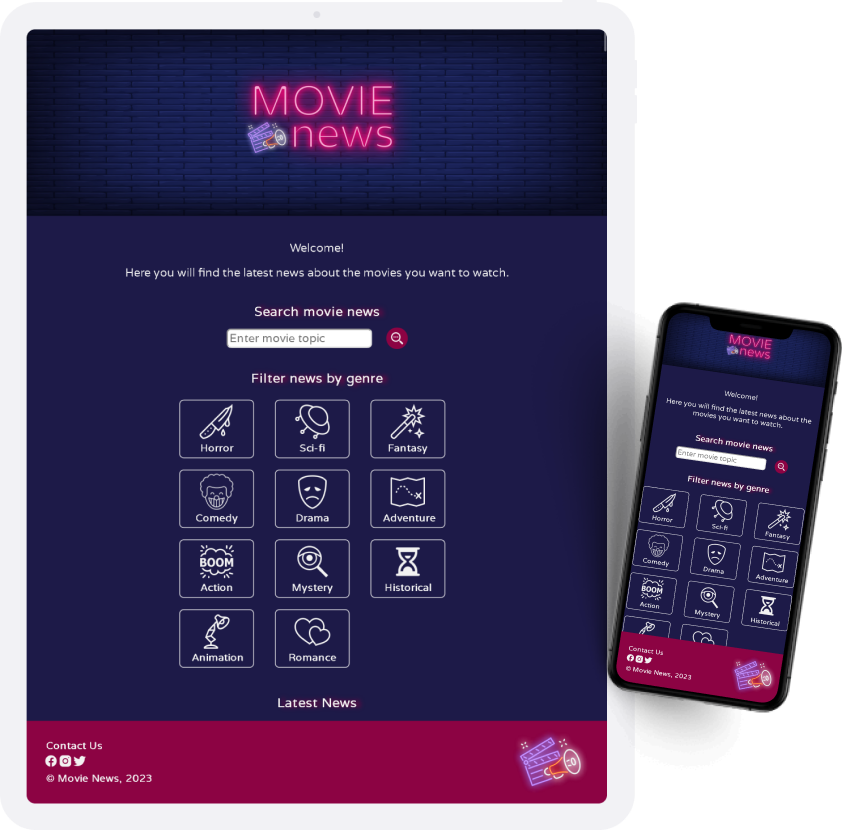 MOVIE
news
Welcome!
Here you will find the latest news about the movies you want to watch.
Search movie news
Enter movie topic
Filter news by genre
Horror
Sci-fi
Fantasy
Comedy
Drama
Adventure
BOOM
Action
Mystery
Historical
Animation
Romance
Latest News
Contact Us
© Movie News, 2023
MOVIE
news
Welcome!
Here you will find the latest news about the
movies you want to watch.
Search movie news
Enter movie topic
Filter news by genre
Horror
Sci-fi
Fantasy
Comedy
Drama
Adventure
BOOM
Action
Mystery
Historical
Contact Us
© Movie News, 2023